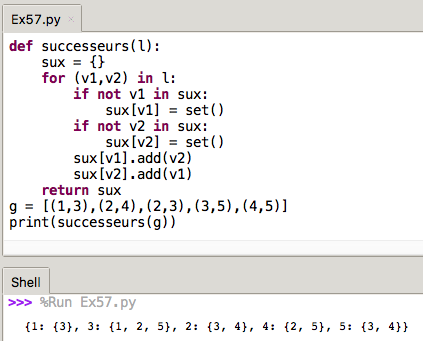 Ex57.py ×
def successeurs(l):
    sux = {}
    for (v1,v2) in l:
        if not v1 in sux:
            sux[v1] = set()
        if not v2 in sux:
            sux[v2] = set()
        sux[v1].add(v2)
        sux[v2].add(v1)
    return sux
g = [(1,3),(2,4),(2,3),(3,5),(4,5)]
print(successeurs(g))
Shell
>>> %Run Ex57.py
{1: {3}, 3: {1, 2, 5}, 2: {3, 4}, 4: {2, 5}, 5: {3, 4}}